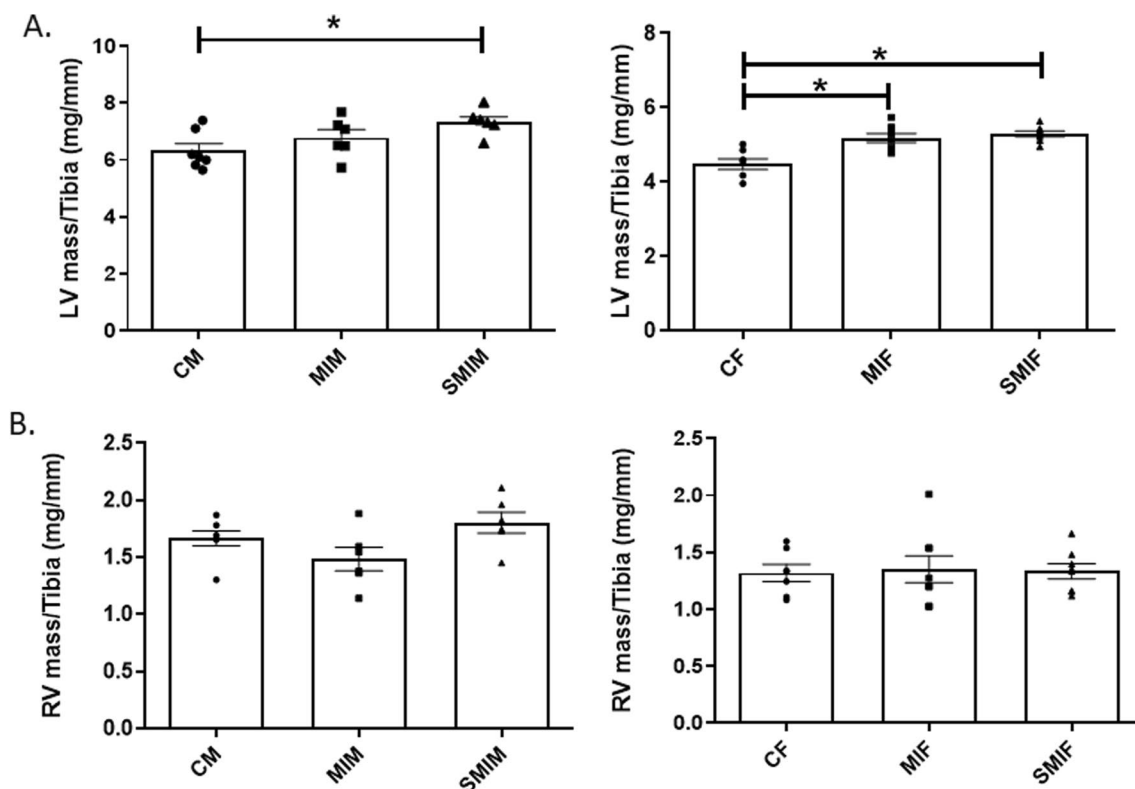 A.
*
LV mass/Tibia (mg/mm)
10
8
6
4
2
0
CM
MIM
SMIM
*
*
LV mass/Tibia (mg/mm)
8
6
4
2
0
CF
MIF
SMIF
B.
RV mass/Tibia (mg/mm)
2.5
2.0
1.5
1.0
0.5
0.0
CM
MIM
SMIM
RV mass/Tibia (mg/mm)
2.5
2.0
1.5
1.0
0.5
0.0
CF
MIF
SMIF